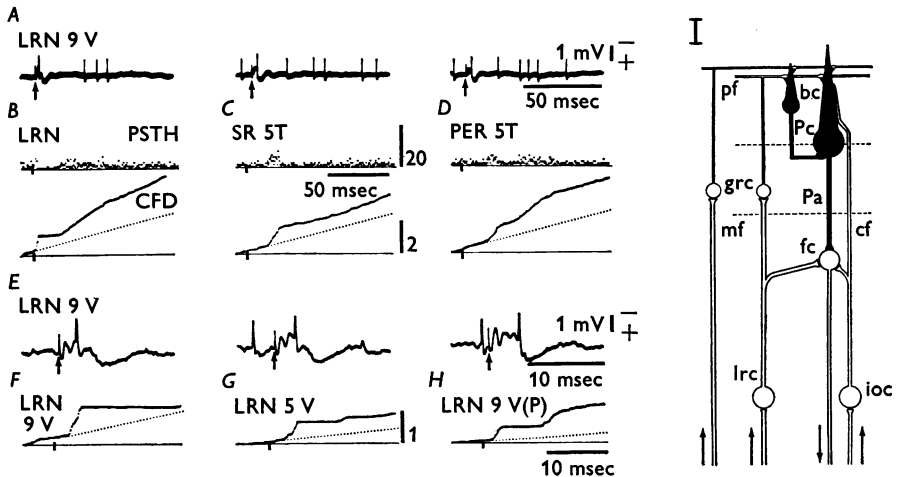 A
LRN 9 V
1 mV − +
50 msec
B
LRN PSTH
C
SR 5T
D
PER 5T
20
50 msec
CFD
2
E
LRN 9 V
1 mV − +
10 msec
F
LRN
9 V
G
LRN 5 V
H
LRN 9 V(P)
1
10 msec
I
pf
bc
Pc
grc
Pa
mf
cf
fc
lrc
ioc